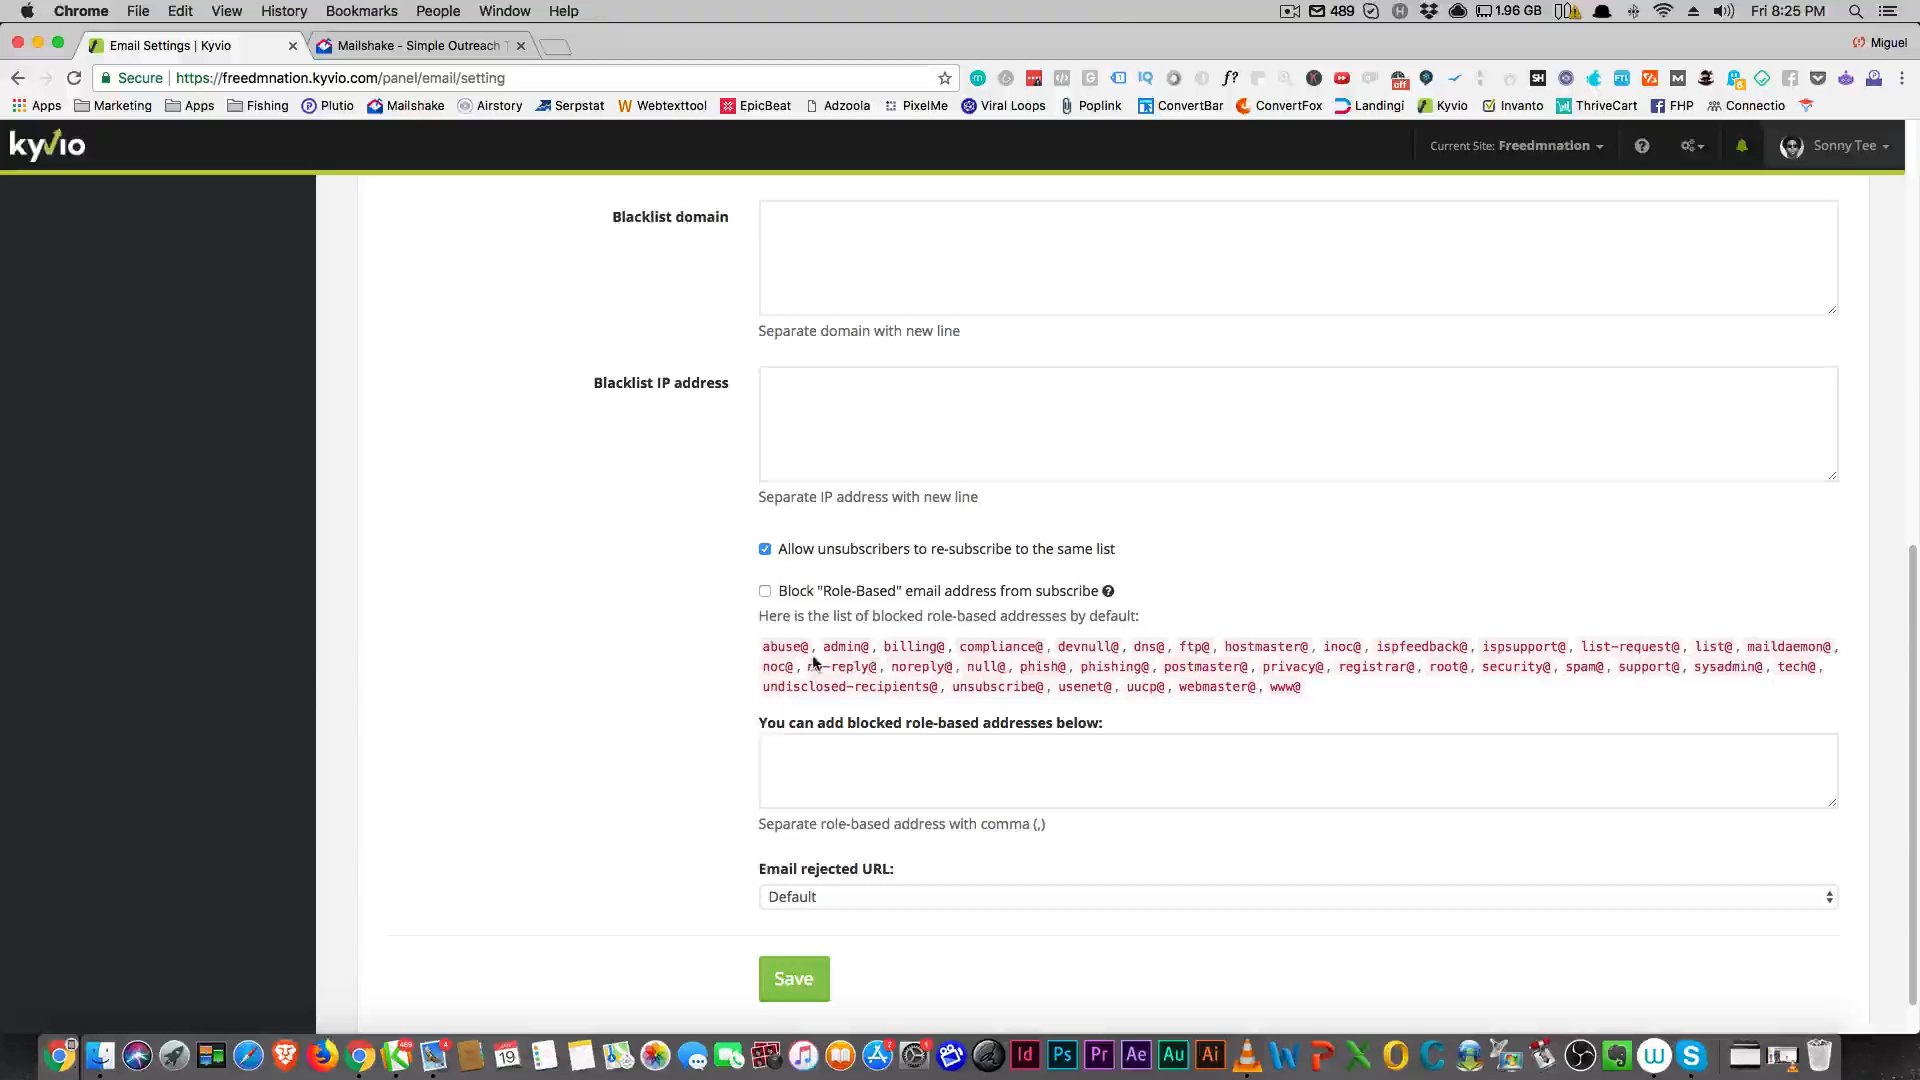 Chrome File Edit View History Bookmarks People Window Help 489 1.96 GB Fri 8:25 PM
Email Settings | Kyvio Mailshake - Simple Outreach Miguel
Secure https://freedmnation.kyvio.com/panel/email/setting
Apps Marketing Apps Fishing Plutio Mailshake Airstory Serpstat Webtexttool EpicBeat Adzoola PixelMe Viral Loops Poplink ConvertBar ConvertFox Landingi Kyvio Invanto ThriveCart FHP Connectio
kyvio Current Site: Freedmnation Sonny Tee
Blacklist domain
Separate domain with new line
Blacklist IP address
Separate IP address with new line
Allow unsubscribers to re-subscribe to the same list
Block "Role-Based" email address from subscribe
Here is the list of blocked role-based addresses by default:
abuse@, admin@, billing@, compliance@, devnull@, dns@, ftp@, hostmaster@, inoc@, ispfeedback@, ispsupport@, list-request@, list@, maildaemon@,
noc@, no-reply@, noreply@, null@, phish@, phishing@, postmaster@, privacy@, registrar@, root@, security@, spam@, support@, sysadmin@, tech@,
undisclosed-recipients@, unsubscribe@, usenet@, uucp@, webmaster@, www@
You can add blocked role-based addresses below:
Separate role-based address with comma (,)
Email rejected URL:
Default
Save